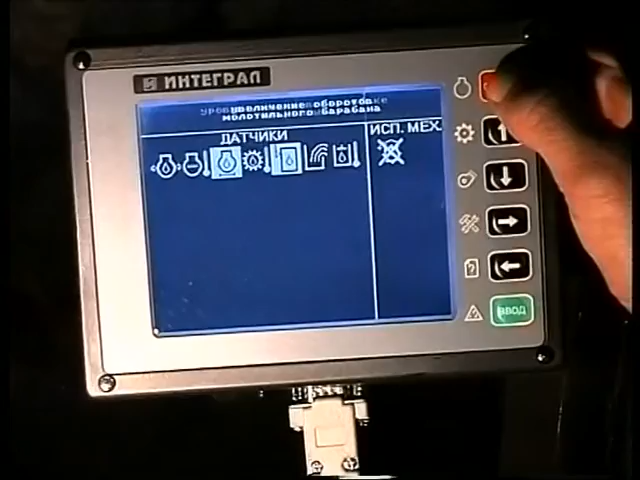 ИНТЕГРАЛ
увеличение оборотов
молотильного барабана
ДАТЧИКИ
ИСП. МЕХ.
ВВОД